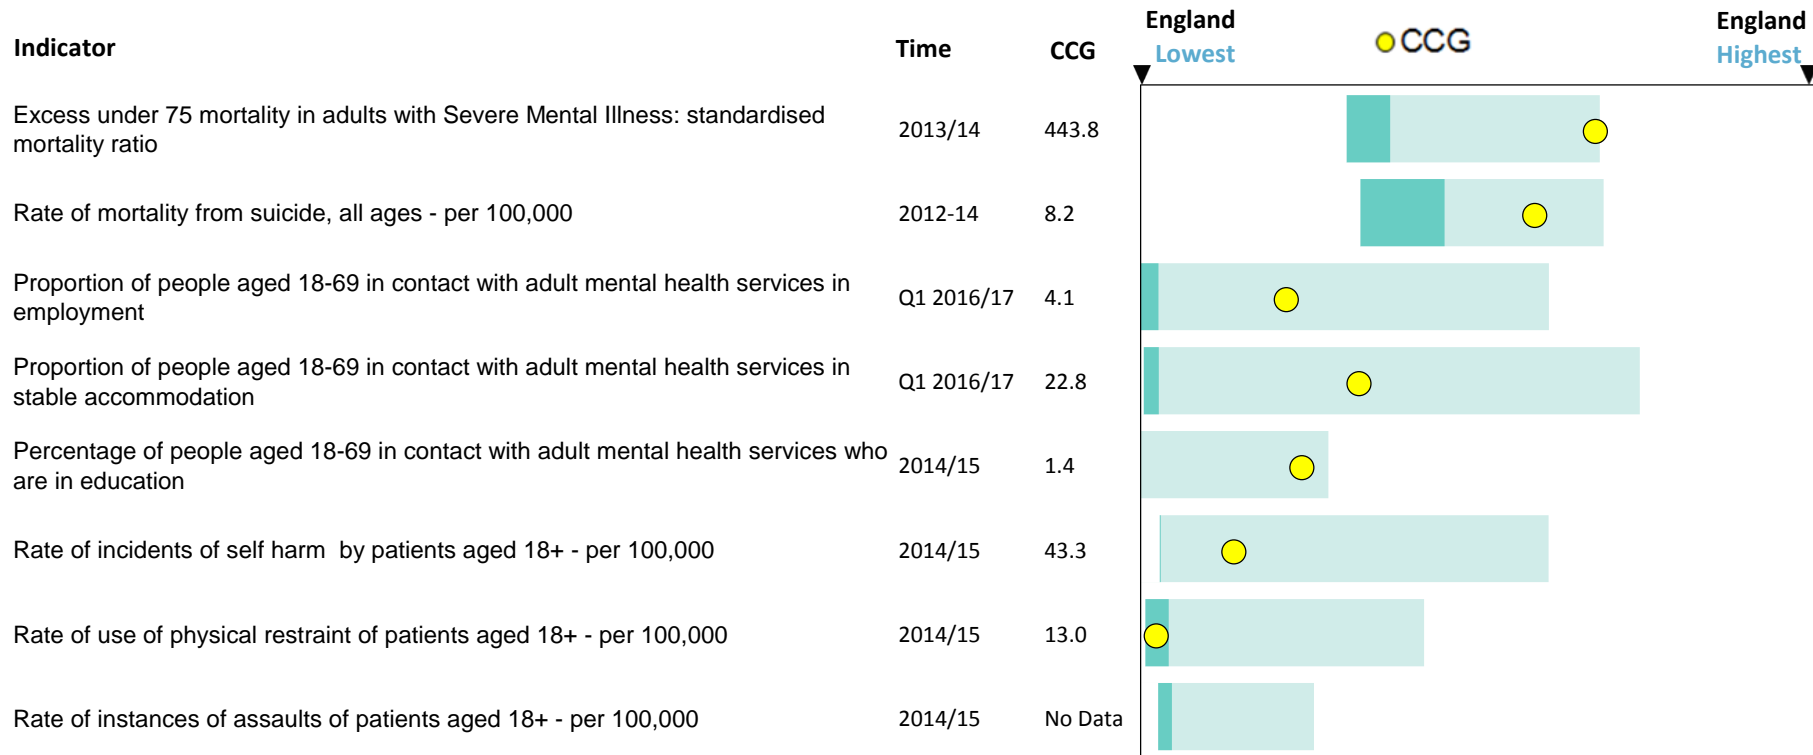 Indicator Time CCG England Lowest CCG England Highest
Excess under 75 mortality in adults with Severe Mental Illness: standardised
mortality ratio
2013/14 443.8
Rate of mortality from suicide, all ages - per 100,000 2012-14 8.2
Proportion of people aged 18-69 in contact with adult mental health services in
employment
Q1 2016/17 4.1
Proportion of people aged 18-69 in contact with adult mental health services in
stable accommodation
Q1 2016/17 22.8
Percentage of people aged 18-69 in contact with adult mental health services who
are in education
2014/15 1.4
Rate of incidents of self harm  by patients aged 18+ - per 100,000 2014/15 43.3
Rate of use of physical restraint of patients aged 18+ - per 100,000 2014/15 13.0
Rate of instances of assaults of patients aged 18+ - per 100,000 2014/15 No Data